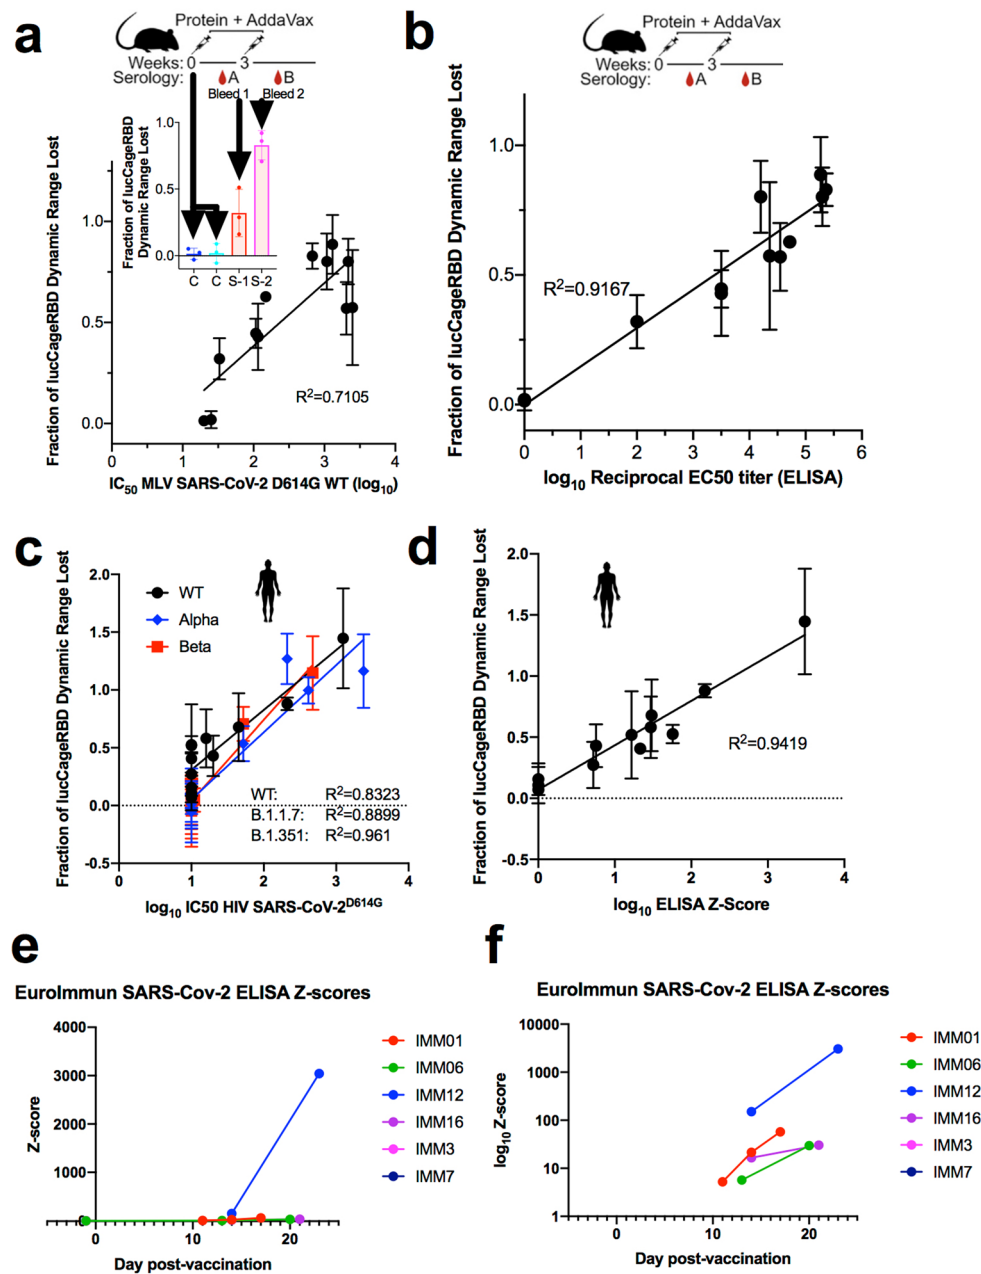 a
Protein + AddaVax
Weeks: 0 3
Serology: A B
Bleed 1 Bleed 2
Fraction of lucCageRBD
Dynamic Range Lost
1.0
0.5
0.0
C C S-1 S-2
Fraction of lucCageRBD Dynamic Range Lost
1.0
0.5
0.0
R2=0.7105
0 1 2 3 4
IC50 MLV SARS-CoV-2 D614G WT (log10)
b
Protein + AddaVax
Weeks: 0 3
Serology: A B
Fraction of lucCageRBD Dynamic Range Lost
1.0
0.5
0.0
R2=0.9167
0 1 2 3 4 5 6
log10 Reciprocal EC50 titer (ELISA)
c
Fraction of lucCageRBD Dynamic Range Lost
2.0
1.5
1.0
0.5
0.0
-0.5
WT
Alpha
Beta
WT: R2=0.8323
B.1.1.7: R2=0.8899
B.1.351: R2=0.961
0 1 2 3 4
log10 IC50 HIV SARS-CoV-2D614G
d
Fraction of lucCageRBD Dynamic Range Lost
2.0
1.5
1.0
0.5
0.0
-0.5
R2=0.9419
0 1 2 3 4
log10 ELISA Z-Score
e
EuroImmun SARS-Cov-2 ELISA Z-scores
Z-score
4000
3000
2000
1000
0 10 20
Day post-vaccination
IMM01
IMM06
IMM12
IMM16
IMM3
IMM7
f
EuroImmun SARS-Cov-2 ELISA Z-scores
log10 Z-score
10000
1000
100
10
1
0 10 20
Day post-vaccination
IMM01
IMM06
IMM12
IMM16
IMM3
IMM7